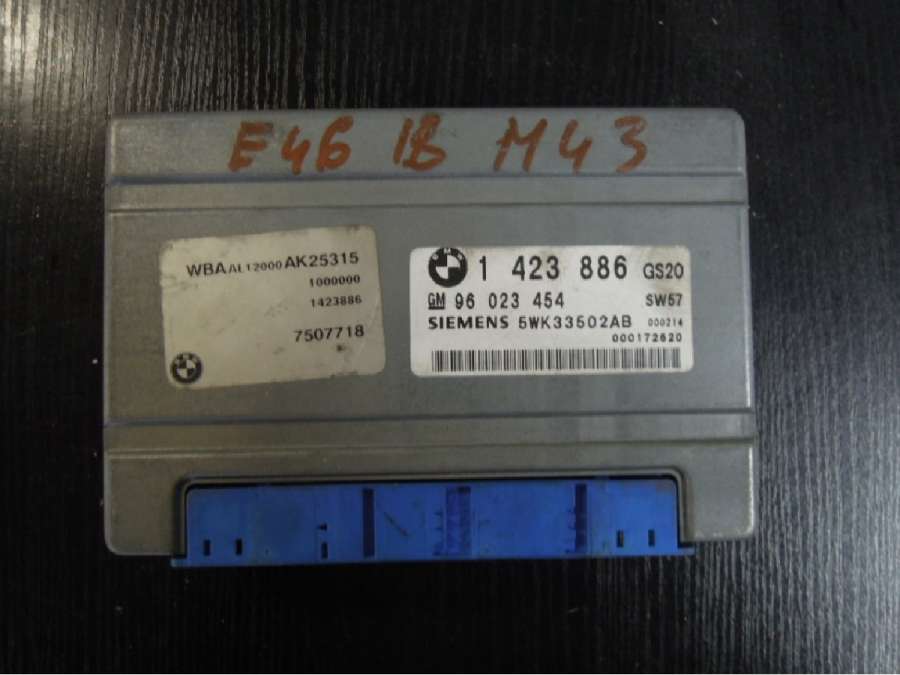 E46 18 M43
WBAAL12000AK25315
1000000
1423886
7507718
BMW
1 423 886 GS20
GM 96 023 454 SW57
SIEMENS 5WK33502AB 000214
000172620